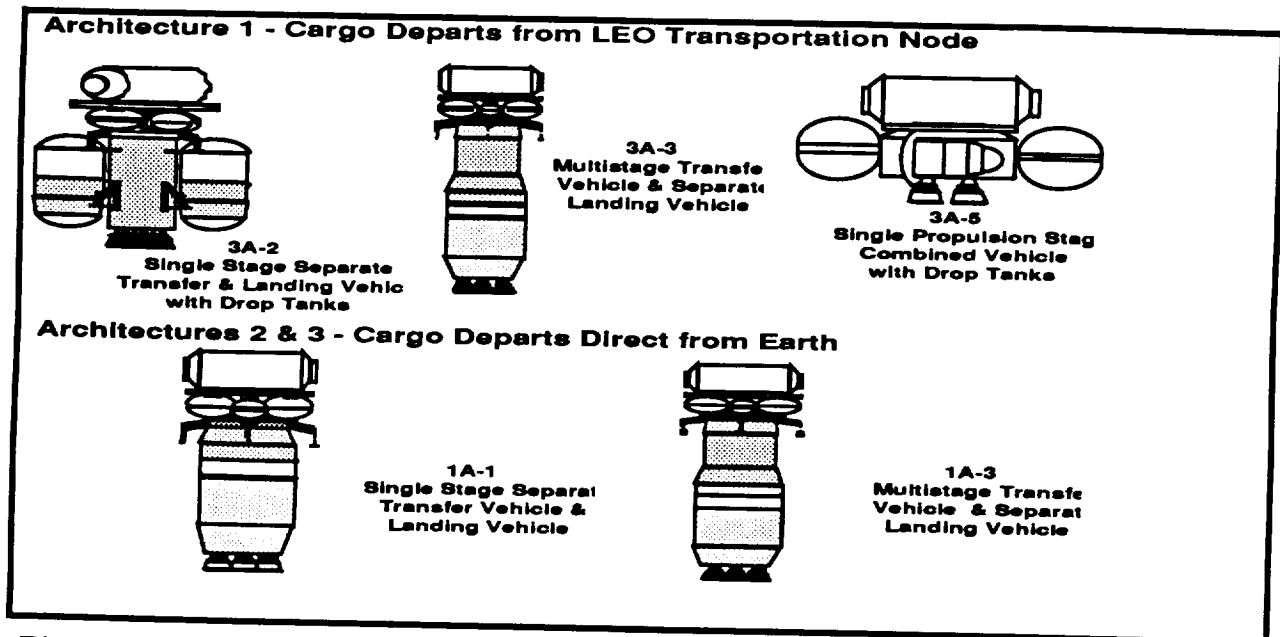 Architecture 1 - Cargo Departs from LEO Transportation Node
3A-2
Single Stage Separate
Transfer & Landing Vehic
with Drop Tanks
3A-3
Multistage Transfe
Vehicle & Separate
Landing Vehicle
3A-5
Single Propulsion Stag
Combined Vehicle
with Drop Tanks
Architectures 2 & 3 - Cargo Departs Direct from Earth
1A-1
Single Stage Separat
Transfer Vehicle &
Landing Vehicle
1A-3
Multistage Transfe
Vehicle & Separat
Landing Vehicle